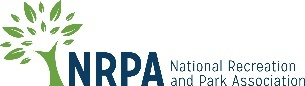 NRPA
National Recreation
and Park Association